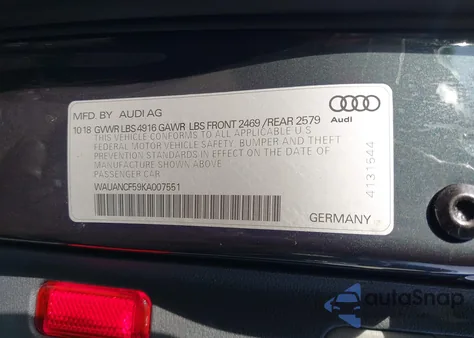 MFD. BY AUDI AG
10 18 GVWR LBS 4916 GAWR LBS FRONT 2469 /REAR 2579
THIS VEHICLE CONFORMS TO ALL APPLICABLE U.S
FEDERAL MOTOR VEHICLE SAFETY, BUMPER AND THEFT
PREVENTION STANDARDS IN EFFECT ON THE DATE OF
MANUFACTURE SHOWN ABOVE.
PASSENGER CAR
WAUANCF59KA007551
Audi
4131544
GERMANY
autoSnap